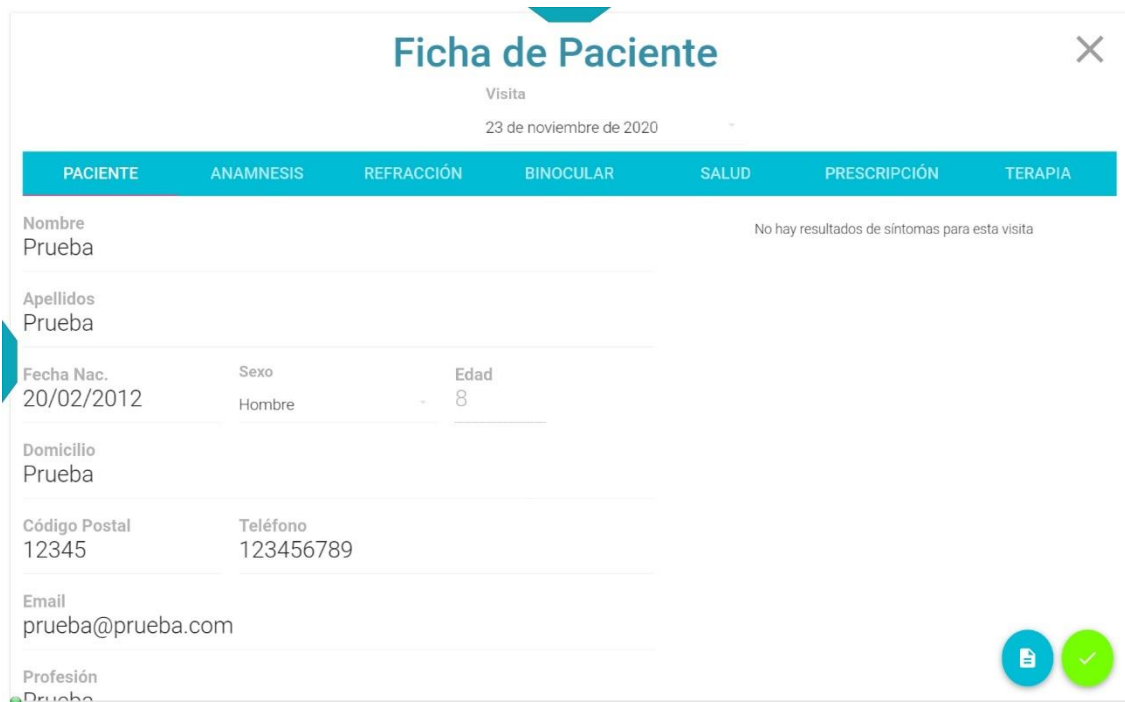 Ficha de Paciente
Visita
23 de noviembre de 2020
PACIENTE ANAMNESIS REFRACCIÓN BINOCULAR SALUD PRESCRIPCIÓN TERAPIA
Nombre
Prueba
No hay resultados de síntomas para esta visita
Apellidos
Prueba
Fecha Nac. Sexo Edad
20/02/2012 Hombre 8
Domicilio
Prueba
Código Postal Teléfono
12345 123456789
Email
prueba@prueba.com
Profesión
Prueba